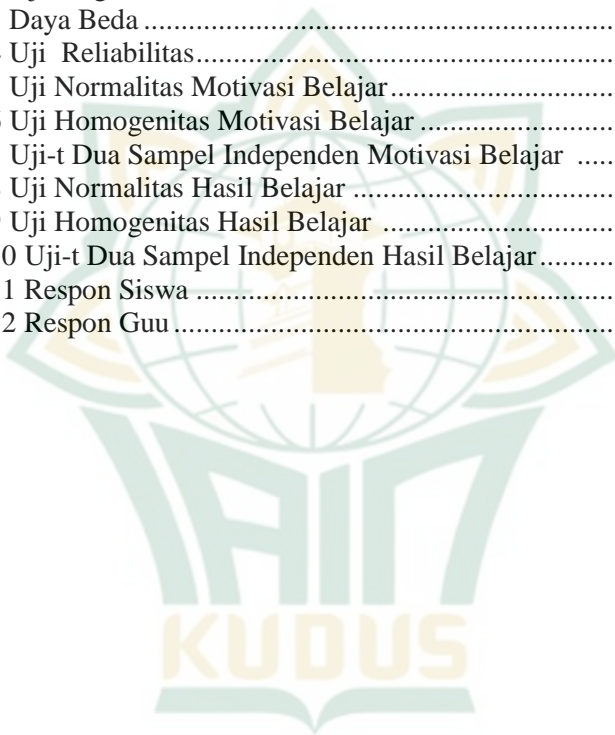 Daya Beda ................................................................
Uji  Reliabilitas..........................................................
Uji Normalitas Motivasi Belajar................................
Uji Homogenitas Motivasi Belajar ............................
Uji-t Dua Sampel Independen Motivasi Belajar  .....
Uji Normalitas Hasil Belajar .....................................
Uji Homogenitas Hasil Belajar  .................................
0 Uji-t Dua Sampel Independen Hasil Belajar...........
1 Respon Siswa ...........................................................
2 Respon Guu..............................................................
IAIN
KUDUS